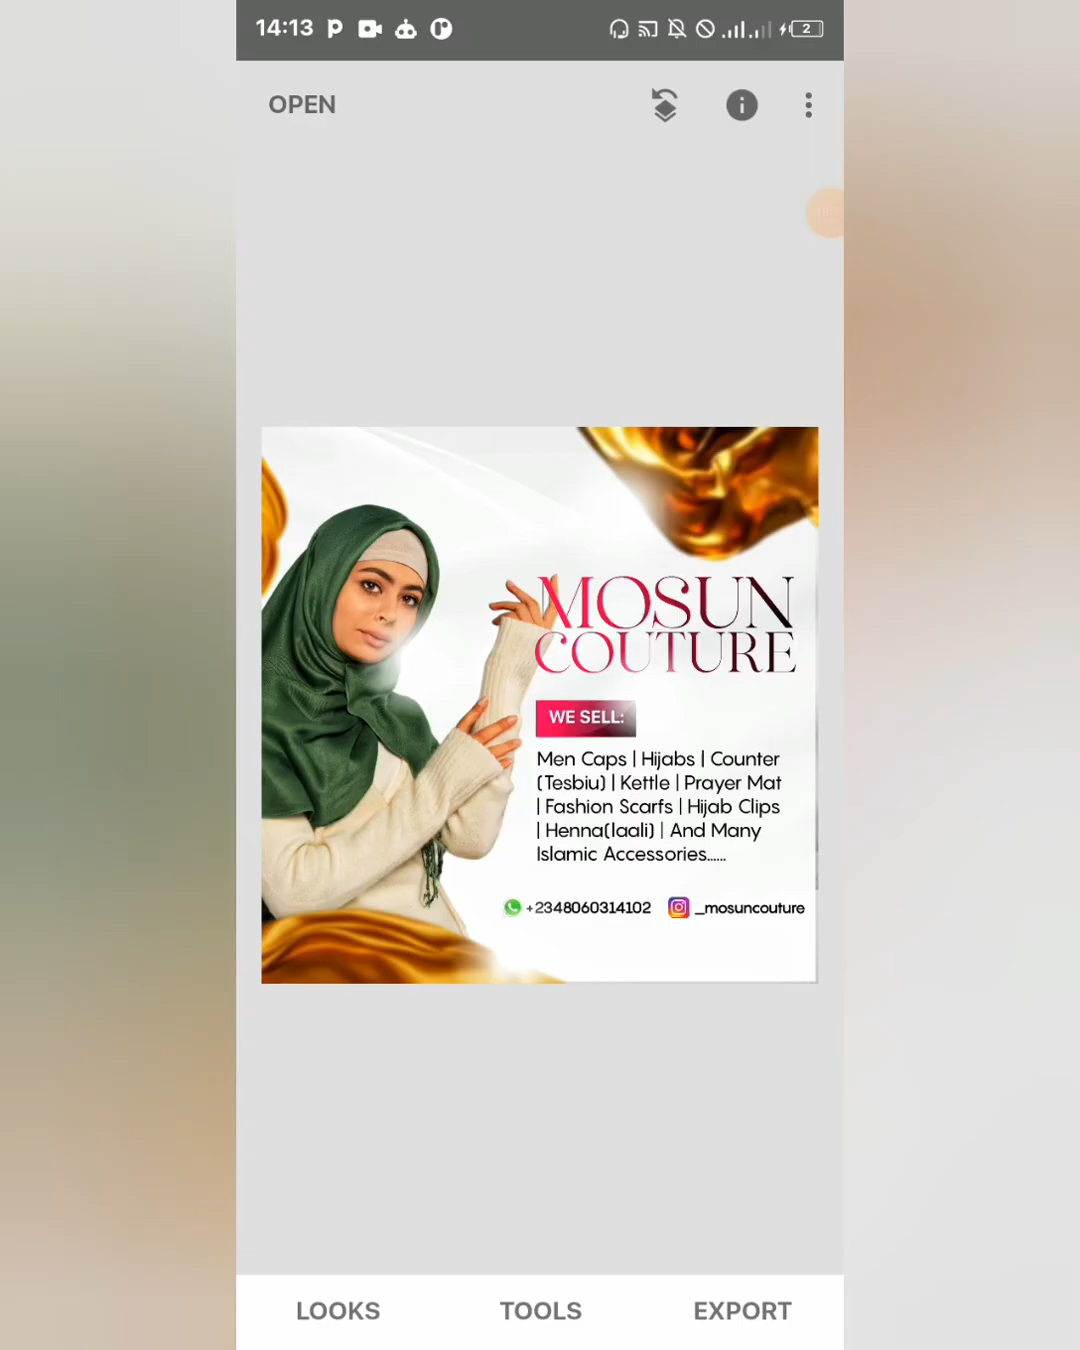 14:13
2
OPEN
MOSUN
COUTURE
WE SELL:
Men Caps | Hijabs | Counter
(Tesbiu) | Kettle | Prayer Mat
| Fashion Scarfs | Hijab Clips
| Henna(laali) | And Many
Islamic Accessories......
+2348060314102 _mosuncouture
LOOKS TOOLS EXPORT